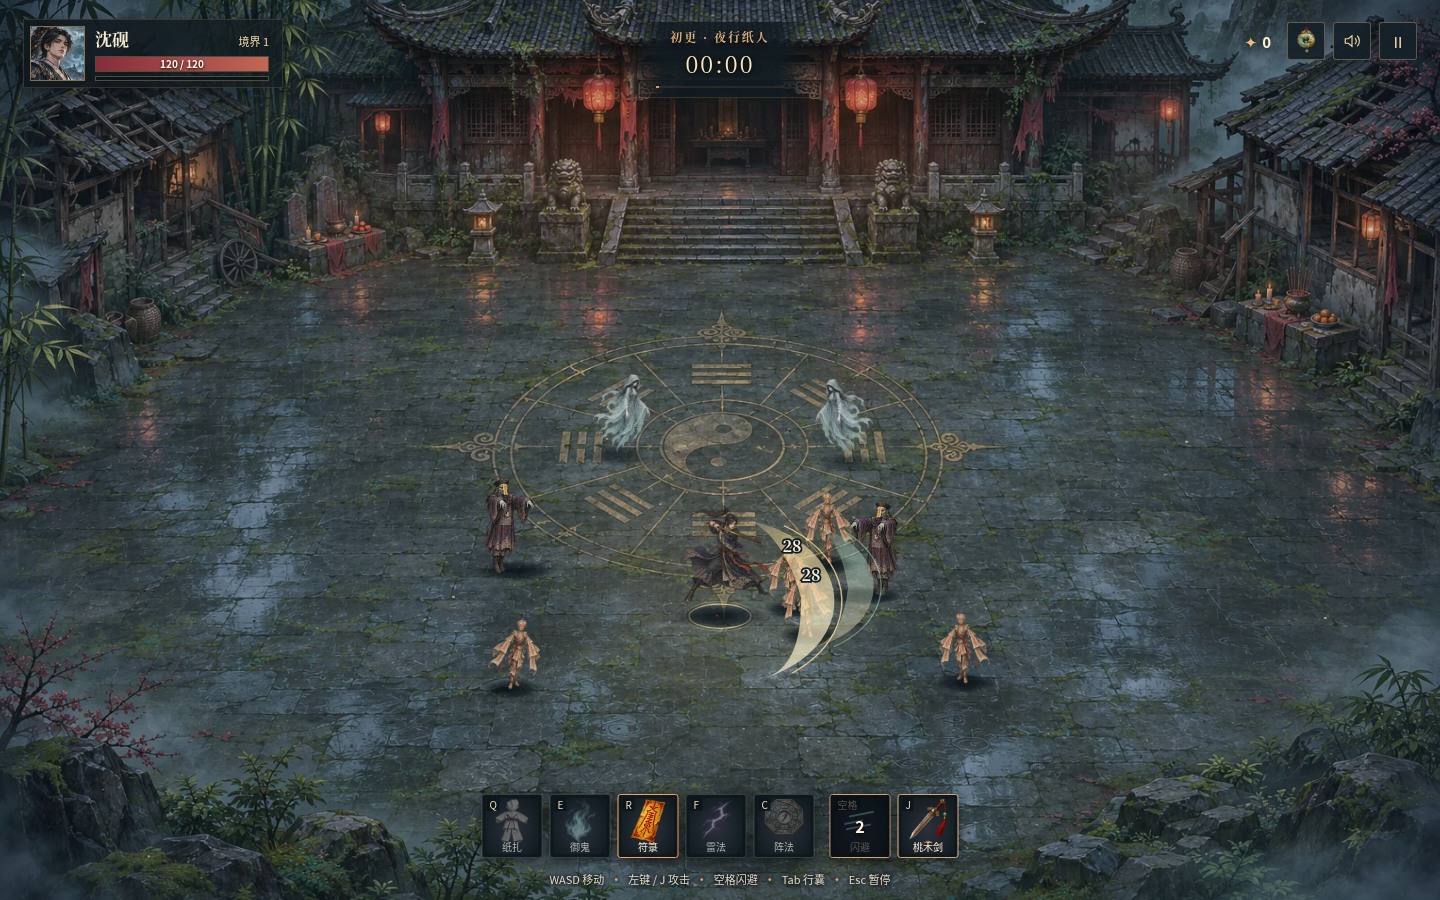 沈砚
境界 1
120 / 120
初更 · 夜行纸人
00:00
0
28
28
Q
纸扎
E
御鬼
R
符箓
F
雷法
C
阵法
空格
2
闪避
J
桃木剑
WASD 移动 • 左键 / J 攻击 • 空格闪避 • Tab 行囊 • Esc 暂停